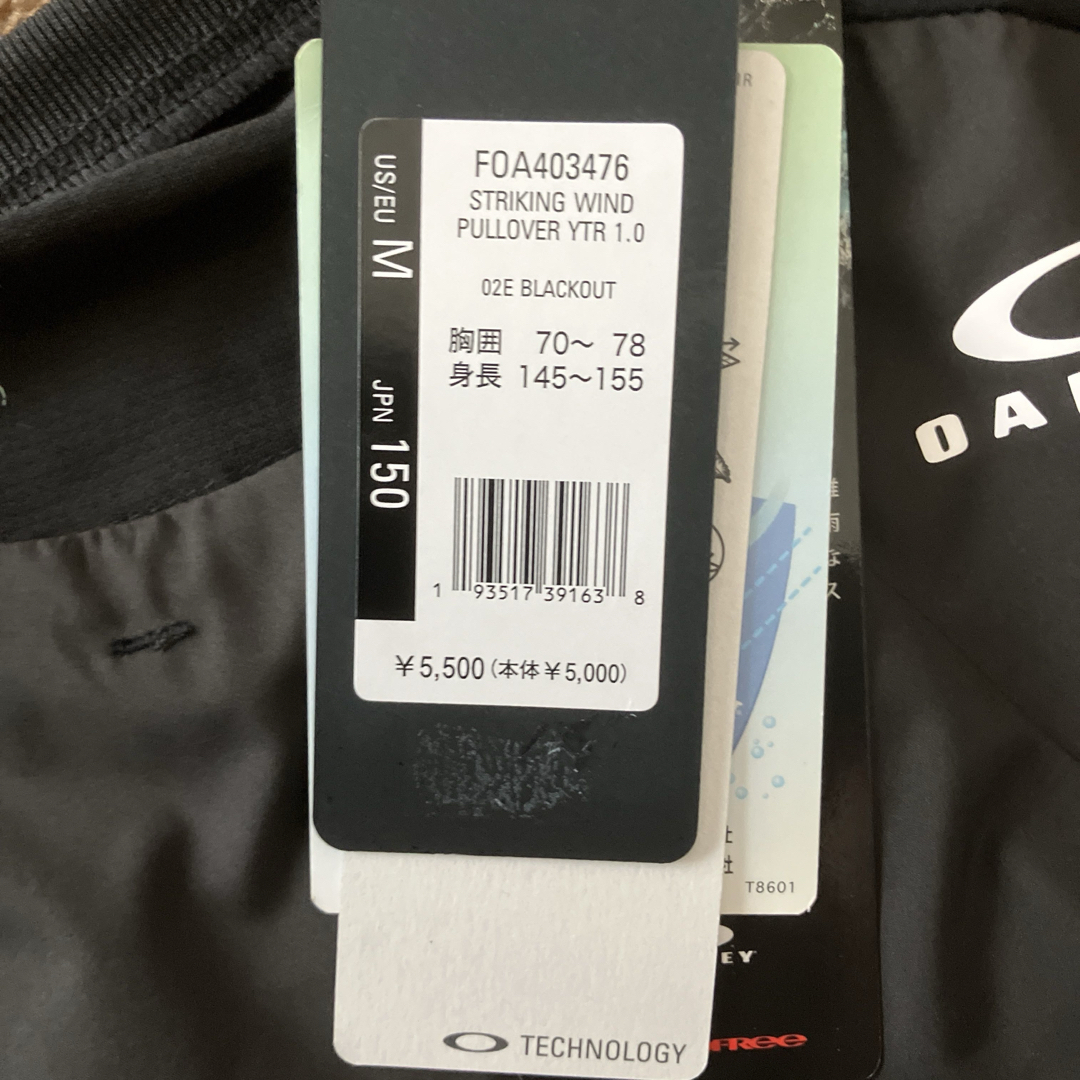 FOA403476
STRIKING WIND
PULLOVER YTR 1.0
02E BLACKOUT
胸囲 70〜 78
身長 145〜155
US/EU M
JPN 150
1 93517 39163 8
¥5,500(本体¥5,000)
TECHNOLOGY
T8601